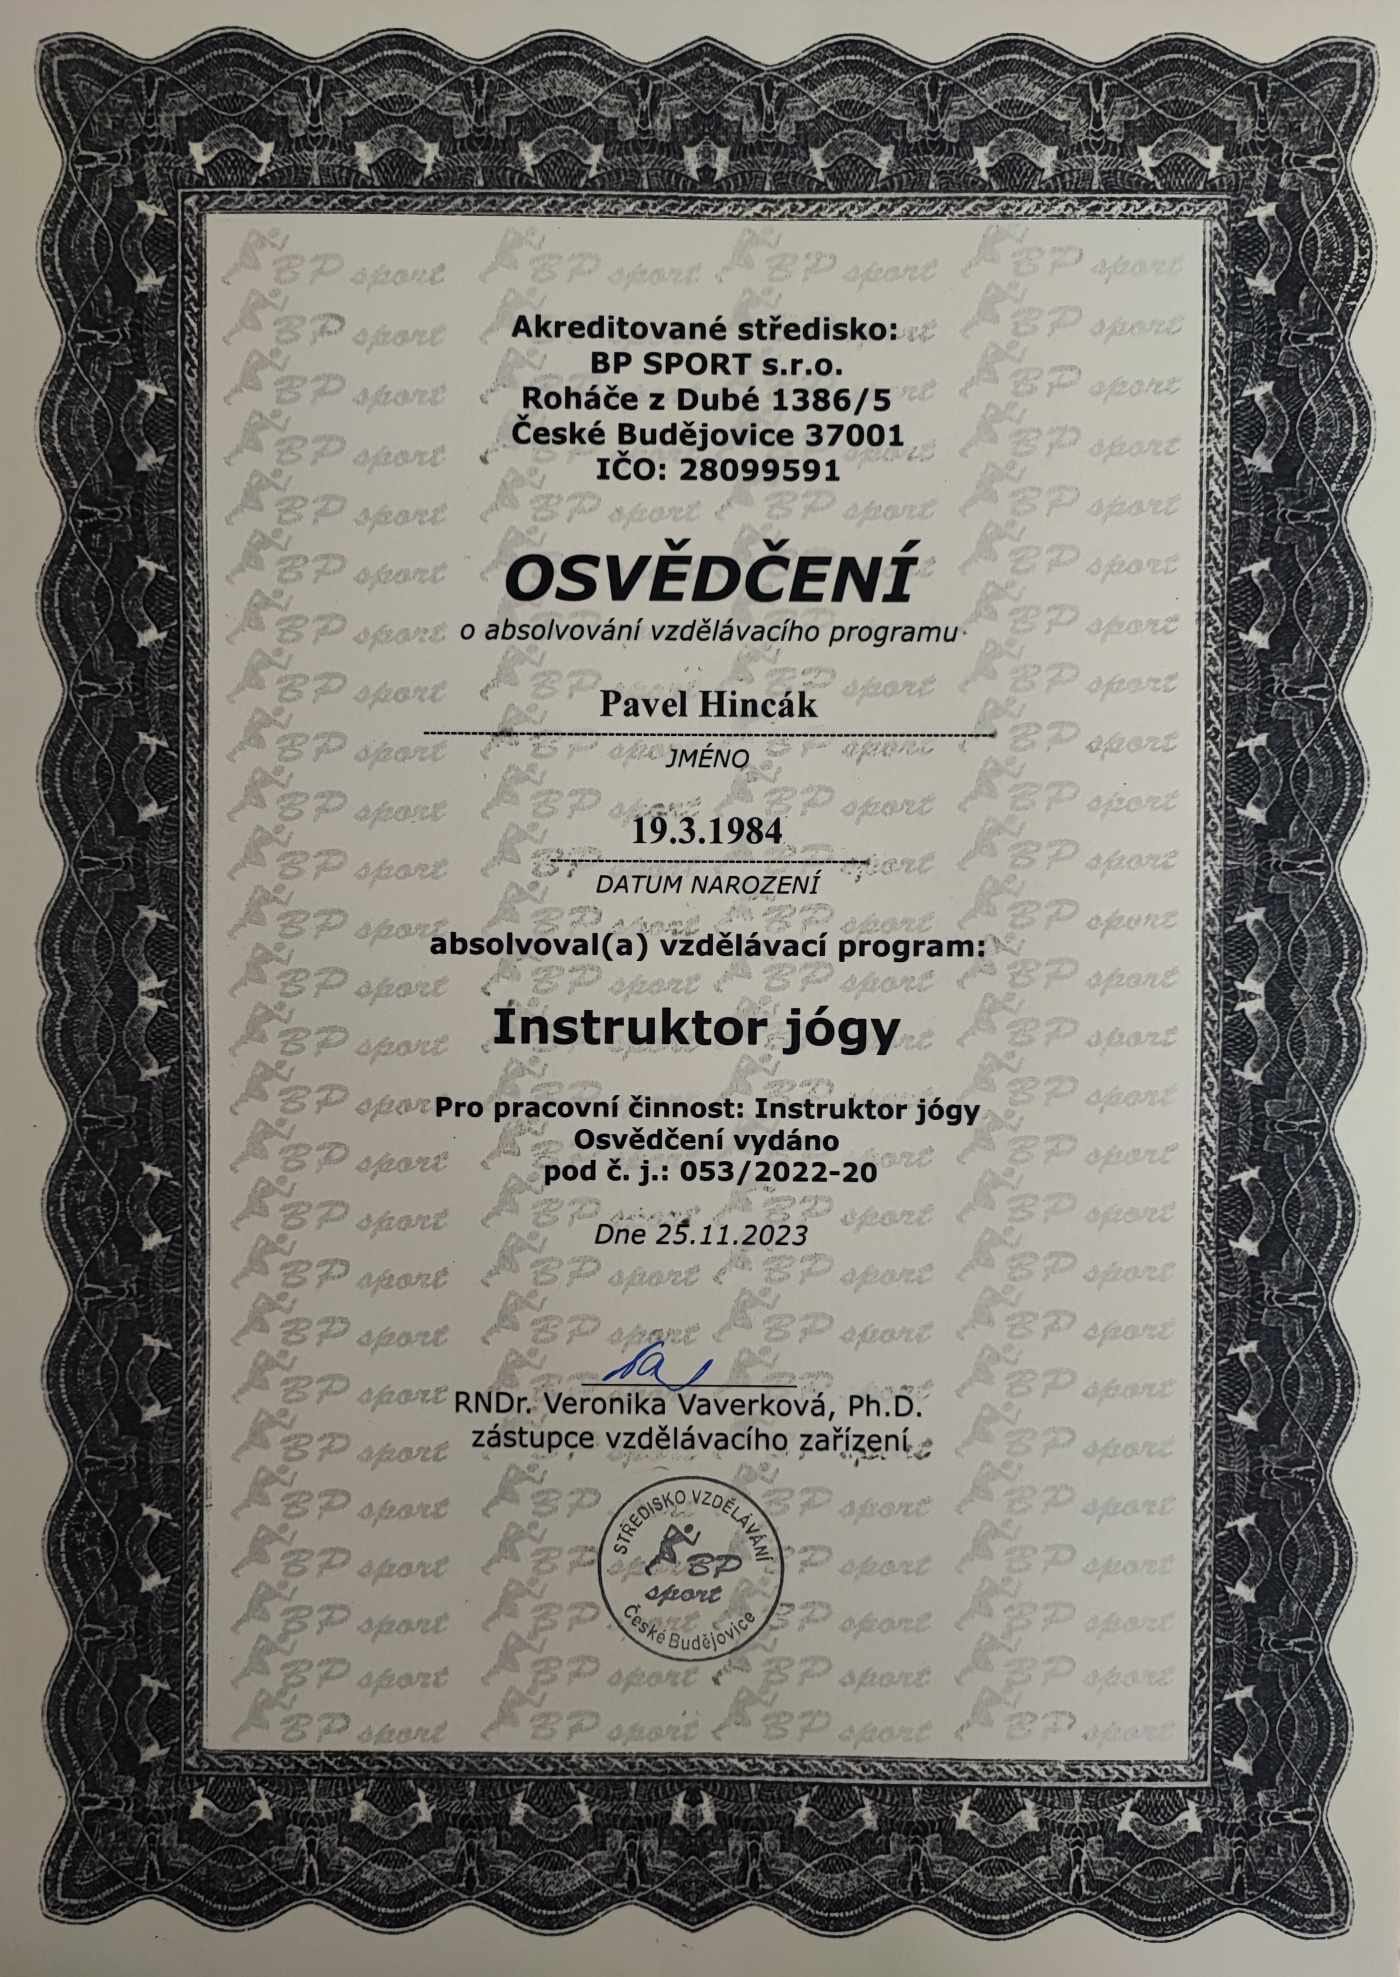 Akreditované středisko:
BP SPORT s.r.o.
Roháče z Dubé 1386/5
České Budějovice 37001
IČO: 28099591
OSVĚDČENÍ
o absolvování vzdělávacího programu
Pavel Hincák
JMÉNO
19.3.1984
DATUM NAROZENÍ
absolvoval(a) vzdělávací program:
Instruktor jógy
Pro pracovní činnost: Instruktor jógy
Osvědčení vydáno
pod č. j.: 053/2022-20
Dne 25.11.2023
RNDr. Veronika Vaverková, Ph.D.
zástupce vzdělávacího zařízení
STŘEDISKO VZDĚLÁVÁNÍ
BP
sport
České Budějovice